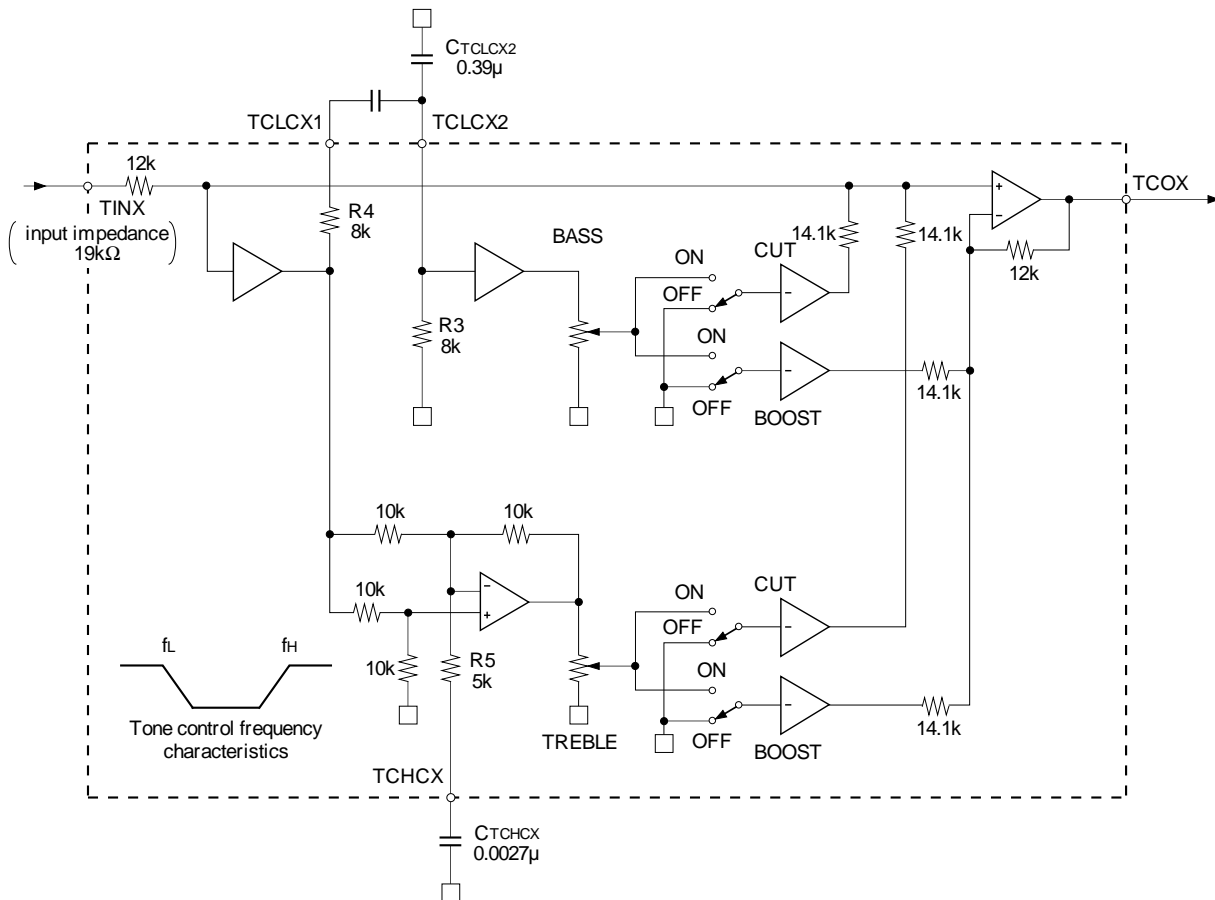 CTCLCX2
0.39µ
TCLCX1
TCLCX2
12k
TINX
( input impedance )
19kΩ
R4
8k
R3
8k
BASS
ON
OFF
ON
OFF
CUT
-
-
BOOST
14.1k
14.1k
14.1k
+
-
12k
TCOX
10k
10k
10k
10k
-
+
R5
5k
TREBLE
ON
OFF
ON
OFF
CUT
-
-
BOOST
14.1k
fL
fH
Tone control frequency
characteristics
TCHCX
CTCHCX
0.0027µ